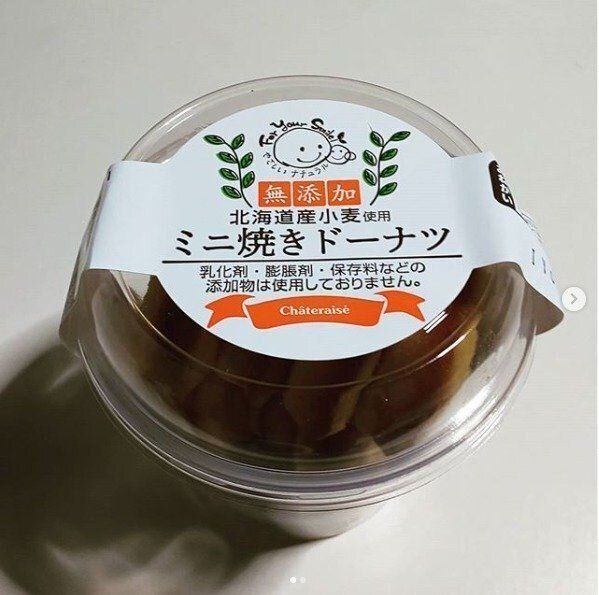 For Your Smile!
やさしい ナチュラル
無添加
北海道産小麦使用
ミニ焼きドーナツ
乳化剤・膨脹剤・保存料などの
添加物は使用しておりません。
Châteraisé